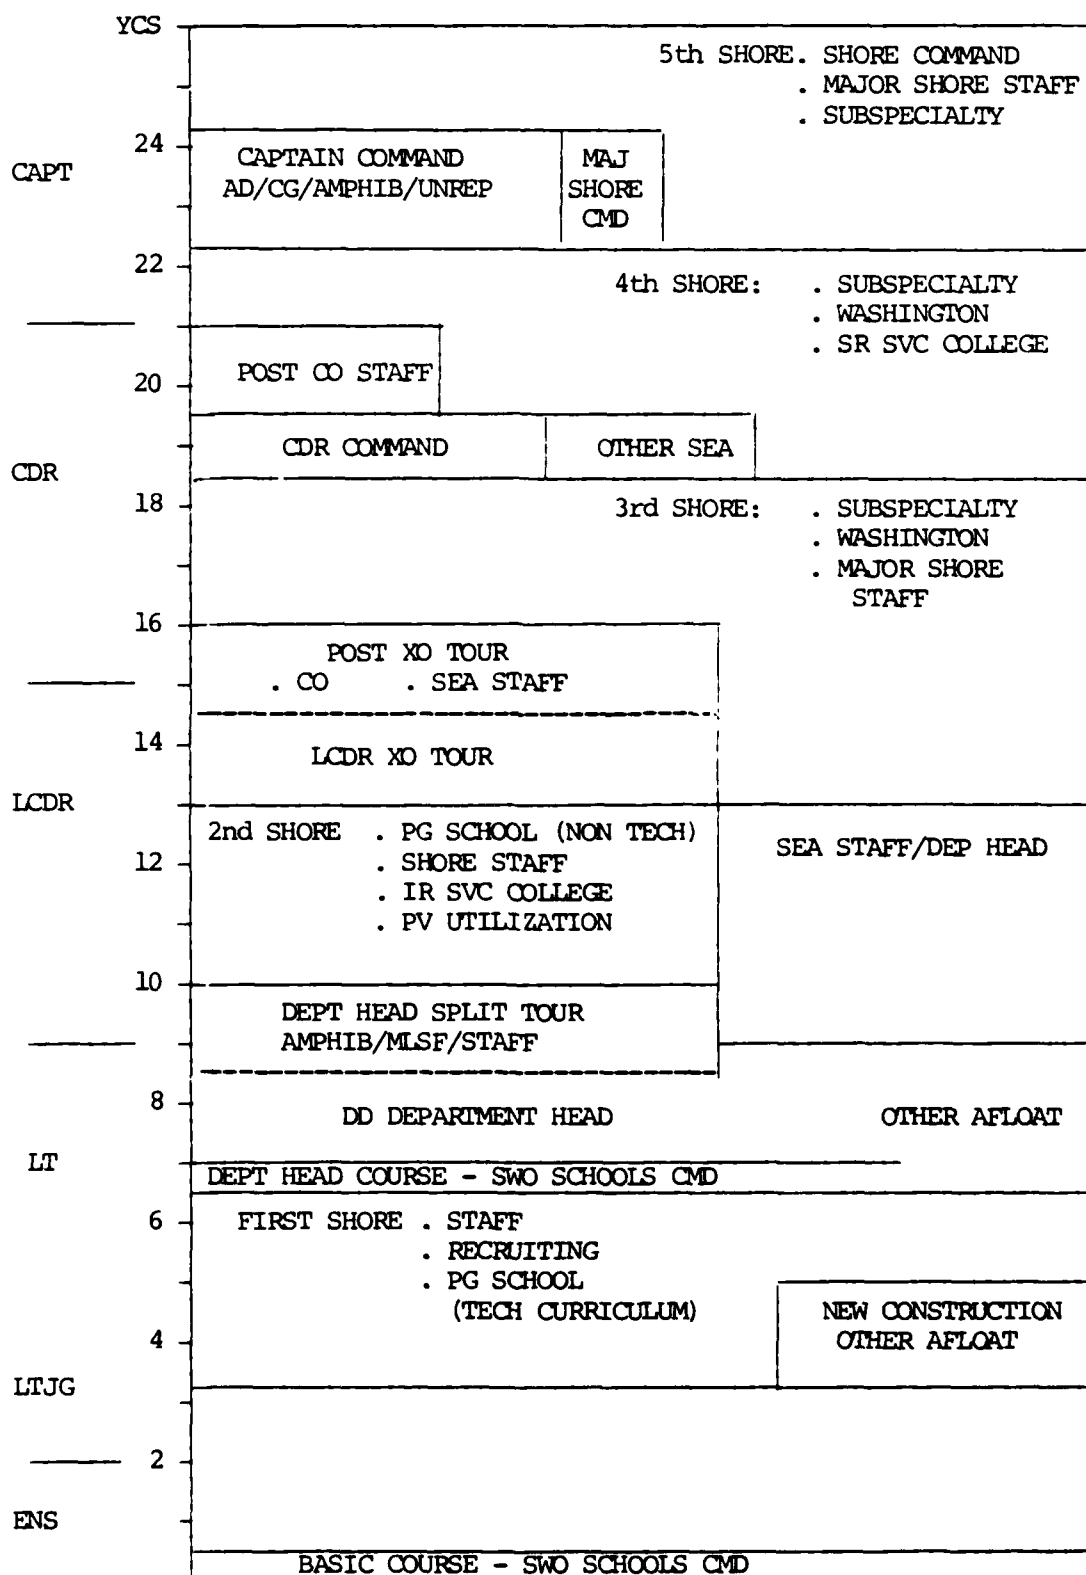 YCS
5th SHORE. SHORE COMMAND
. MAJOR SHORE STAFF
. SUBSPECIALTY
24
CAPT
CAPTAIN COMMAND
AD/CG/AMPHIB/UNREP
MAJ
SHORE
CMD
22
4th SHORE: . SUBSPECIALTY
. WASHINGTON
. SR SVC COLLEGE
POST CO STAFF
20
CDR COMMAND
OTHER SEA
CDR
18
3rd SHORE: . SUBSPECIALTY
. WASHINGTON
. MAJOR SHORE
STAFF
16
POST XO TOUR
. CO . SEA STAFF
14
LCDR XO TOUR
LCDR
2nd SHORE . PG SCHOOL (NON TECH)
. SHORE STAFF
. IR SVC COLLEGE
. PV UTILIZATION
SEA STAFF/DEP HEAD
12
10
DEPT HEAD SPLIT TOUR
AMPHIB/MLSF/STAFF
8
DD DEPARTMENT HEAD
OTHER AFLOAT
LT
DEPT HEAD COURSE - SWO SCHOOLS CMD
6
FIRST SHORE . STAFF
. RECRUITING
. PG SCHOOL
(TECH CURRICULUM)
NEW CONSTRUCTION
OTHER AFLOAT
4
LTJG
2
ENS
BASIC COURSE - SWO SCHOOLS CMD